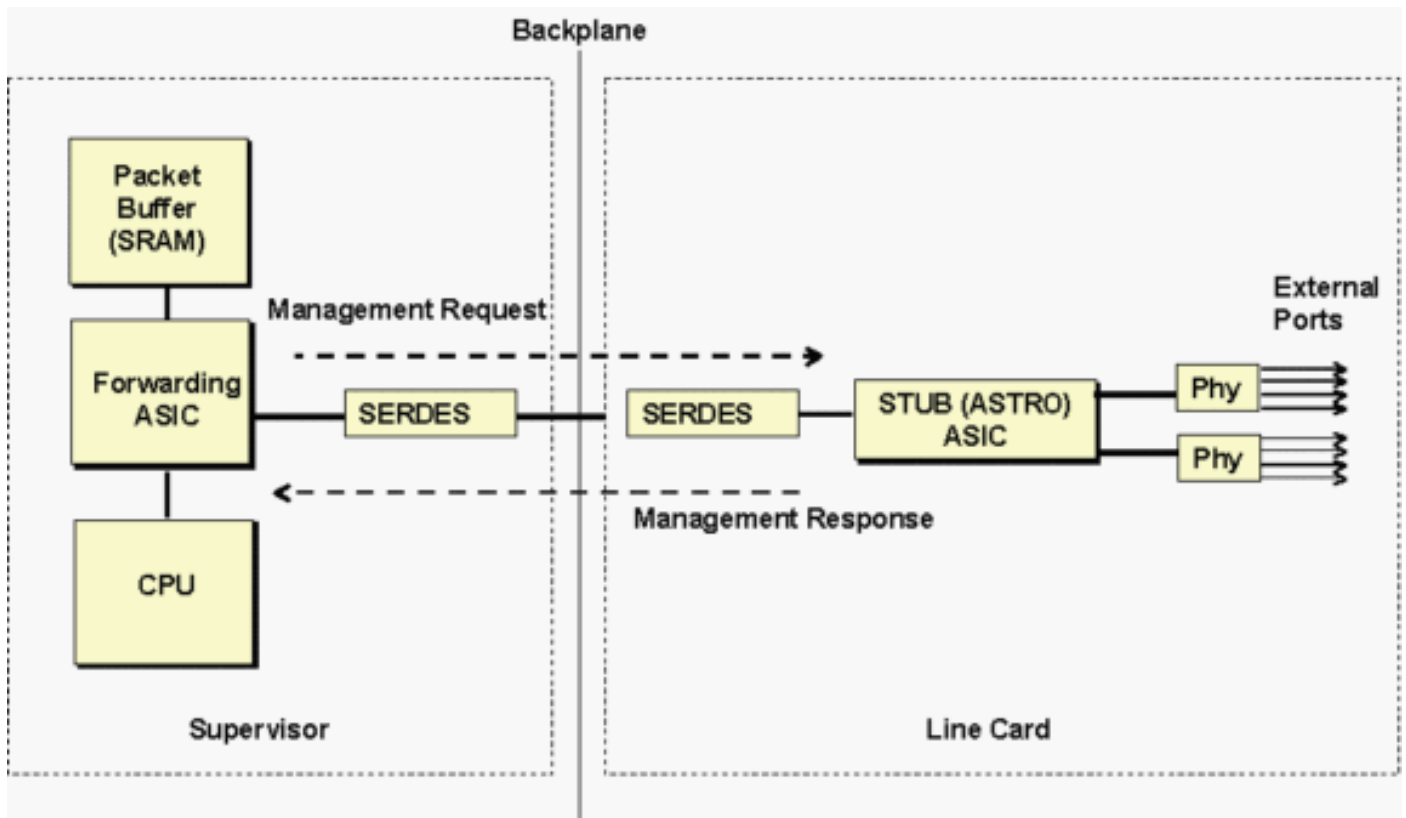 Backplane
Packet
Buffer
(SRAM)
Management Request
External
Ports
Forwarding
ASIC
SERDES
SERDES
STUB (ASTRO)
ASIC
Phy
Phy
Management Response
CPU
Supervisor
Line Card